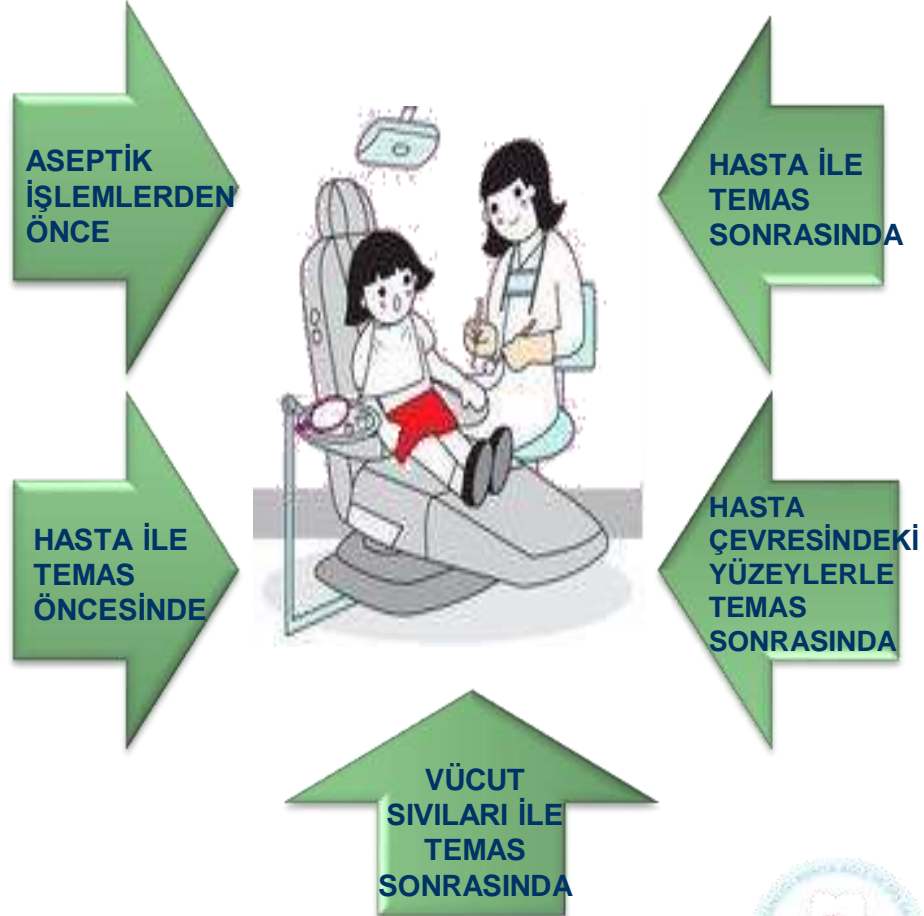 ASEPTİK
İŞLEMLERDEN
ÖNCE
HASTA İLE
TEMAS
SONRASINDA
HASTA İLE
TEMAS
ÖNCESİNDE
HASTA
ÇEVRESİNDEKİ
YÜZEYLERLE
TEMAS
SONRASINDA
VÜCUT
SIVILARI İLE
TEMAS
SONRASINDA